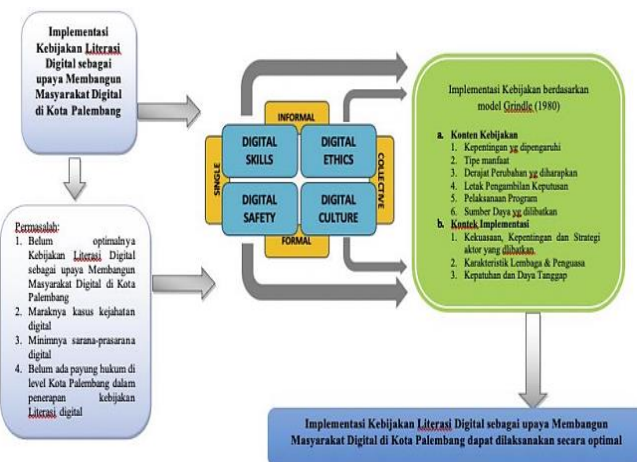 Implementasi
Kebijakan Literasi
Digital sebagai
upaya Membangun
Masyarakat Digital
di Kota Palembang
Permasalah:
1. Belum optimalnya
Kebijakan Literasi Digital
sebagai upaya Membangun
Masyarakat Digital di Kota
Palembang
2. Maraknya kasus kejahatan
digital
3. Minimnya sarana-prasarana
digital
4. Belum ada payung hukum di
level Kota Palembang dalam
penerapan kebijakan
Literasi digital
INFORMAL
SINGLE
DIGITAL
SKILLS
DIGITAL
ETHICS
DIGITAL
SAFETY
DIGITAL
CULTURE
COLLECTIVE
FORMAL
Implementasi Kebijakan berdasarkan
model Grindle (1980)
a. Konten Kebijakan
1. Kepentingan yg dipengaruhi
2. Tipe manfaat
3. Derajat Perubahan yg diharapkan
4. Letak Pengambilan Keputusan
5. Pelaksanaan Program
6. Sumber Daya yg dilibatkan
b. Kontek Implementasi
1. Kekuasaan, Kepentingan dan Strategi
aktor yang dlibatkan
2. Karakteristik Lembaga & Penguasa
3. Kepatuhan dan Daya Tanggap
Implementasi Kebijakan Literasi Digital sebagai upaya Membangun
Masyarakat Digital di Kota Palembang dapat dilaksanakan secara optimal